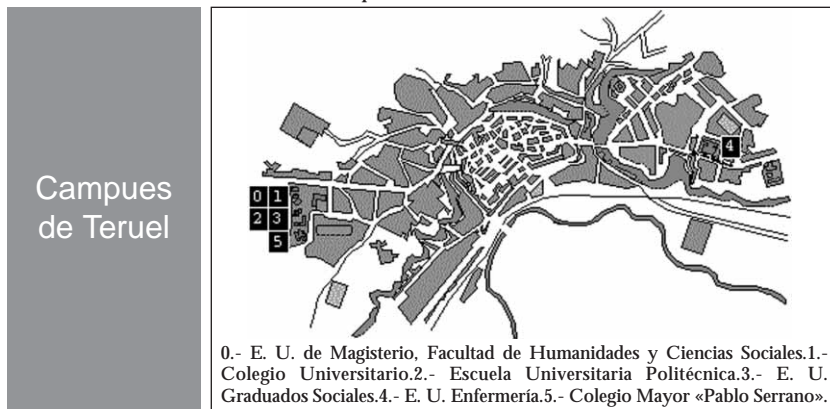 Campues
de Teruel
4
0 1
2 3
5
0.- E. U. de Magisterio, Facultad de Humanidades y Ciencias Sociales.1.-
Colegio Universitario.2.- Escuela Universitaria Politécnica.3.- E. U.
Graduados Sociales.4.- E. U. Enfermería.5.- Colegio Mayor «Pablo Serrano».